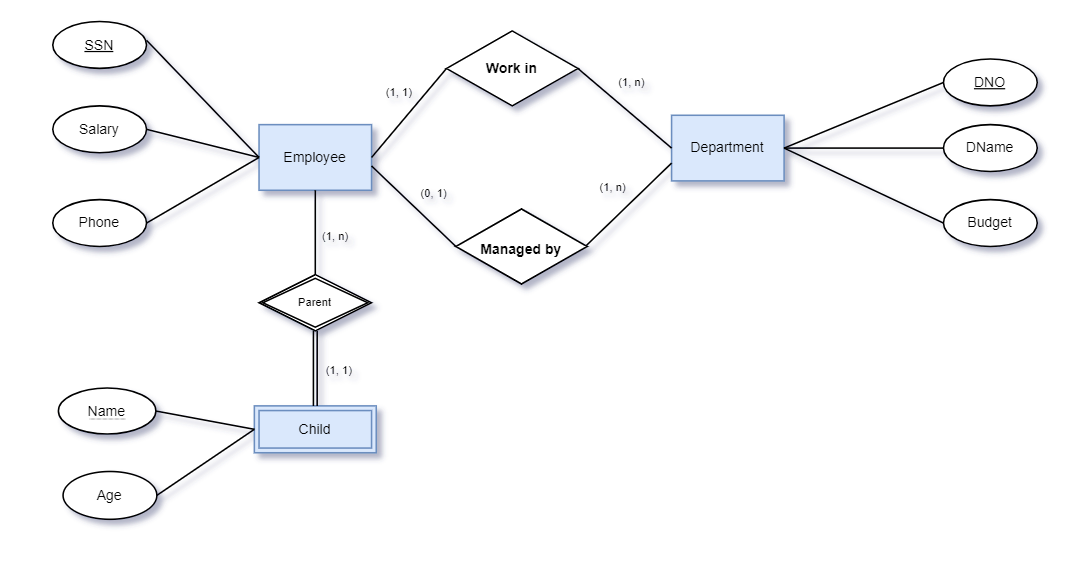 SSN
Salary
Phone
Employee
(1, 1)
Work in
(1, n)
(0, 1)
Managed by
(1, n)
Department
DNO
DName
Budget
(1, n)
Parent
(1, 1)
Child
Name
Age